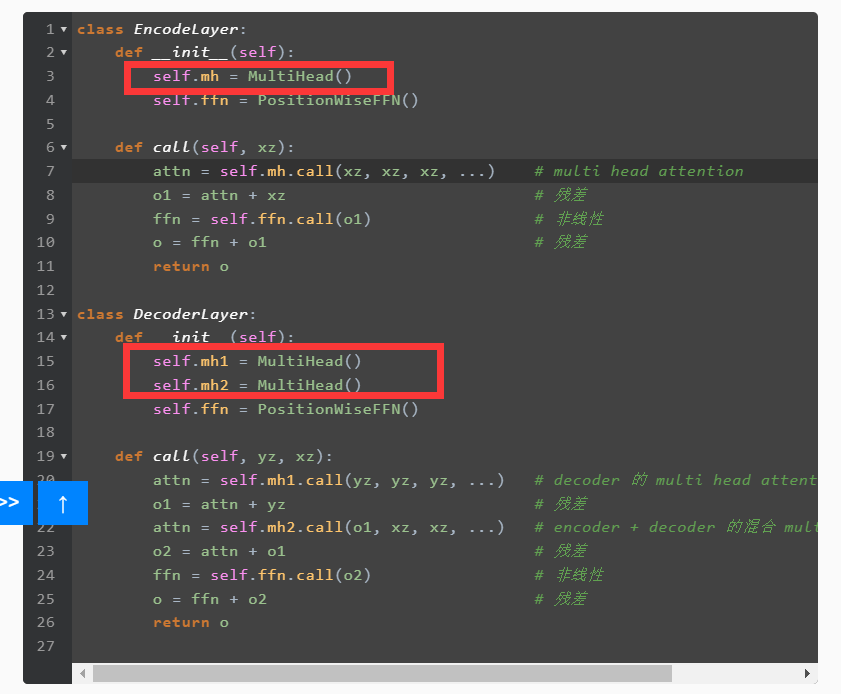 1 class EncodeLayer:
2 def __init__(self):
3 self.mh = MultiHead()
4 self.ffn = PositionWiseFFN()
5
6 def call(self, xz):
7 attn = self.mh.call(xz, xz, xz, ...) # multi head attention
8 o1 = attn + xz # 残差
9 ffn = self.ffn.call(o1) # 非线性
10 o = ffn + o1 # 残差
11 return o
12
13 class DecoderLayer:
14 def __init__(self):
15 self.mh1 = MultiHead()
16 self.mh2 = MultiHead()
17 self.ffn = PositionWiseFFN()
18
19 def call(self, yz, xz):
20 attn = self.mh1.call(yz, yz, yz, ...) # decoder 的 multi head attent
>> ↑ o1 = attn + yz # 残差
22 attn = self.mh2.call(o1, xz, xz, ...) # encoder + decoder 的混合 mult
23 o2 = attn + o1 # 残差
24 ffn = self.ffn.call(o2) # 非线性
25 o = ffn + o2 # 残差
26 return o
27